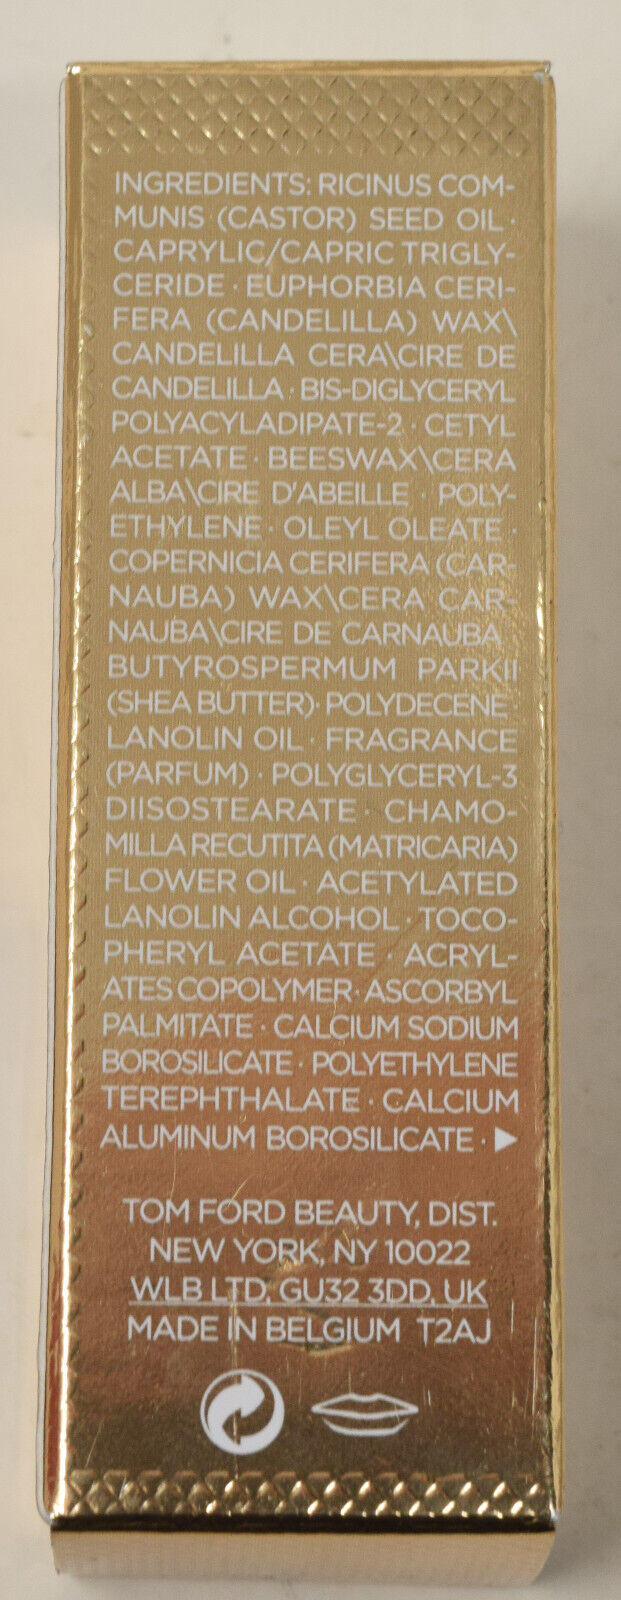 INGREDIENTS: RICINUS COM-
MUNIS (CASTOR) SEED OIL ·
CAPRYLIC/CAPRIC TRIGLY-
CERIDE · EUPHORBIA CERI-
FERA (CANDELILLA) WAX\
CANDELILLA CERA\CIRE DE
CANDELILLA · BIS-DIGLYCERYL
POLYACYLADIPATE-2 · CETYL
ACETATE · BEESWAX\CERA
ALBA\CIRE D'ABEILLE · POLY-
ETHYLENE · OLEYL OLEATE ·
COPERNICIA CERIFERA (CAR-
NAUBA) WAX\CERA CAR-
NAUBA\CIRE DE CARNAUBA
BUTYROSPERMUM PARKII
(SHEA BUTTER) · POLYDECENE ·
LANOLIN OIL · FRAGRANCE
(PARFUM) · POLYGLYCERYL-3
DIISOSTEARATE · CHAMO-
MILLA RECUTITA (MATRICARIA)
FLOWER OIL · ACETYLATED
LANOLIN ALCOHOL · TOCO-
PHERYL ACETATE · ACRYL-
ATES COPOLYMER · ASCORBYL
PALMITATE · CALCIUM SODIUM
BOROSILICATE · POLYETHYLENE
TEREPHTHALATE · CALCIUM
ALUMINUM BOROSILICATE · ▶
TOM FORD BEAUTY, DIST.
NEW YORK, NY 10022
WLB LTD, GU32 3DD, UK
MADE IN BELGIUM T2AJ